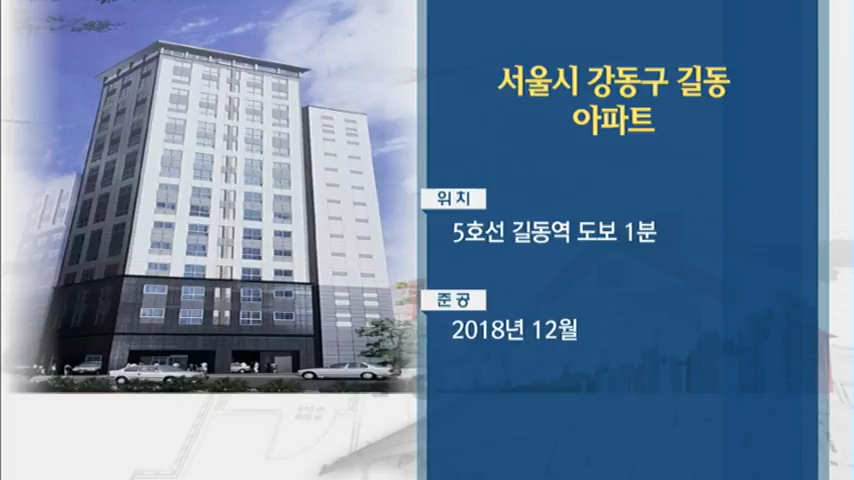 서울시 강동구 길동
아파트
위치
5호선 길동역 도보 1분
준공
2018년 12월